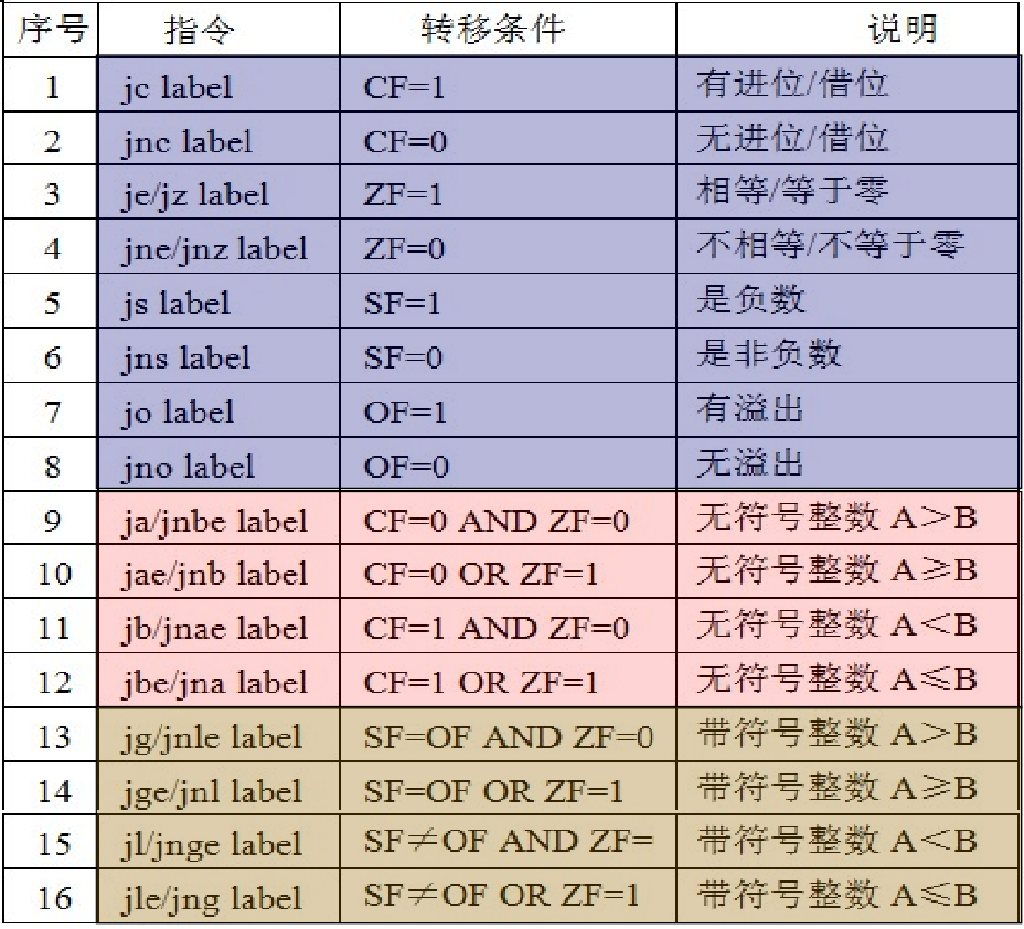 序号 指令 转移条件 说明
1 jc label CF=1 有进位/借位
2 jnc label CF=0 无进位/借位
3 je/jz label ZF=1 相等/等于零
4 jne/jnz label ZF=0 不相等/不等于零
5 js label SF=1 是负数
6 jns label SF=0 是非负数
7 jo label OF=1 有溢出
8 jno label OF=0 无溢出
9 ja/jnbe label CF=0 AND ZF=0 无符号整数 A>B
10 jae/jnb label CF=0 OR ZF=1 无符号整数 A≥B
11 jb/jnae label CF=1 AND ZF=0 无符号整数 A<B
12 jbe/jna label CF=1 OR ZF=1 无符号整数 A≤B
13 jg/jnle label SF=OF AND ZF=0 带符号整数 A>B
14 jge/jnl label SF=OF OR ZF=1 带符号整数 A≥B
15 jl/jnge label SF≠OF AND ZF= 带符号整数 A<B
16 jle/jng label SF≠OF OR ZF=1 带符号整数 A≤B